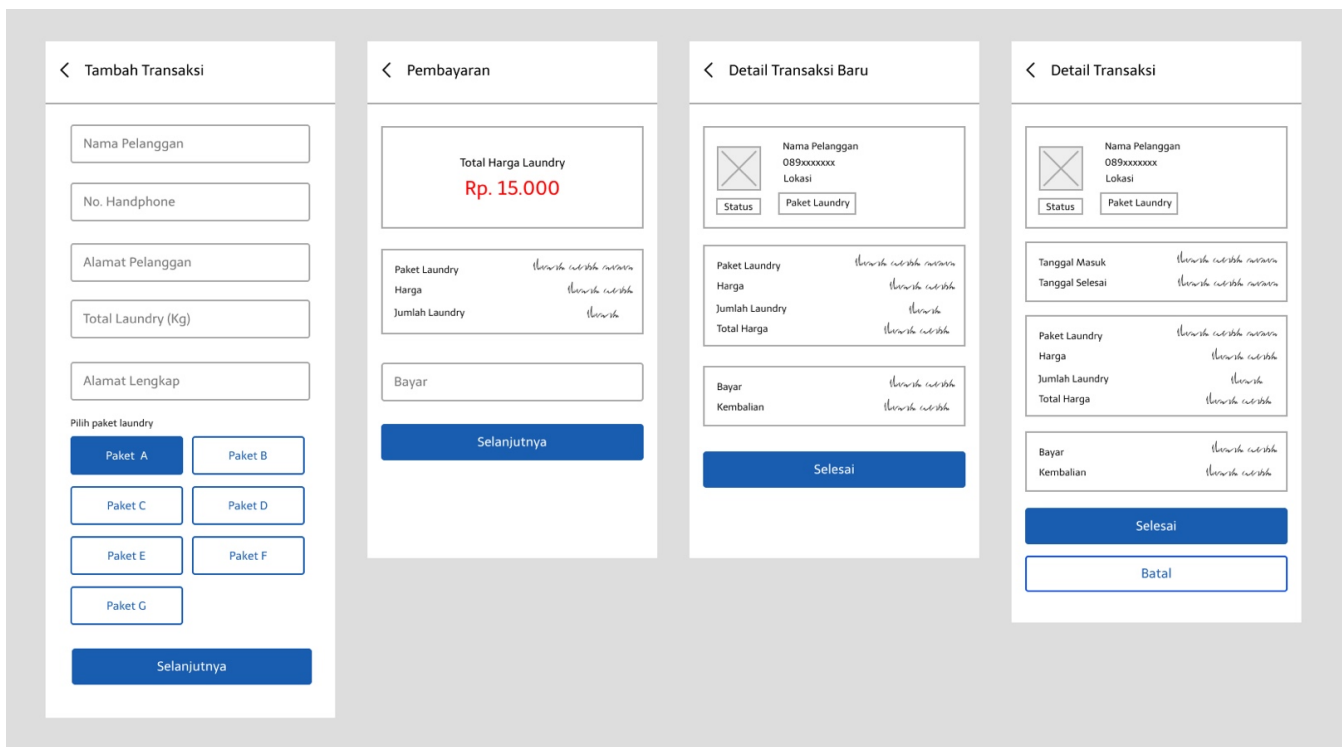 Tambah Transaksi
Nama Pelanggan
No. Handphone
Alamat Pelanggan
Total Laundry (Kg)
Alamat Lengkap
Pilih paket laundry
Paket A
Paket B
Paket C
Paket D
Paket E
Paket F
Paket G
Selanjutnya
Pembayaran
Total Harga Laundry
Rp. 15.000
Paket Laundry
Harga
Jumlah Laundry
Bayar
Selanjutnya
Detail Transaksi Baru
Nama Pelanggan
089xxxxxxx
Lokasi
Status
Paket Laundry
Paket Laundry
Harga
Jumlah Laundry
Total Harga
Bayar
Kembalian
Selesai
Detail Transaksi
Nama Pelanggan
089xxxxxxx
Lokasi
Status
Paket Laundry
Tanggal Masuk
Tanggal Selesai
Paket Laundry
Harga
Jumlah Laundry
Total Harga
Bayar
Kembalian
Selesai
Batal